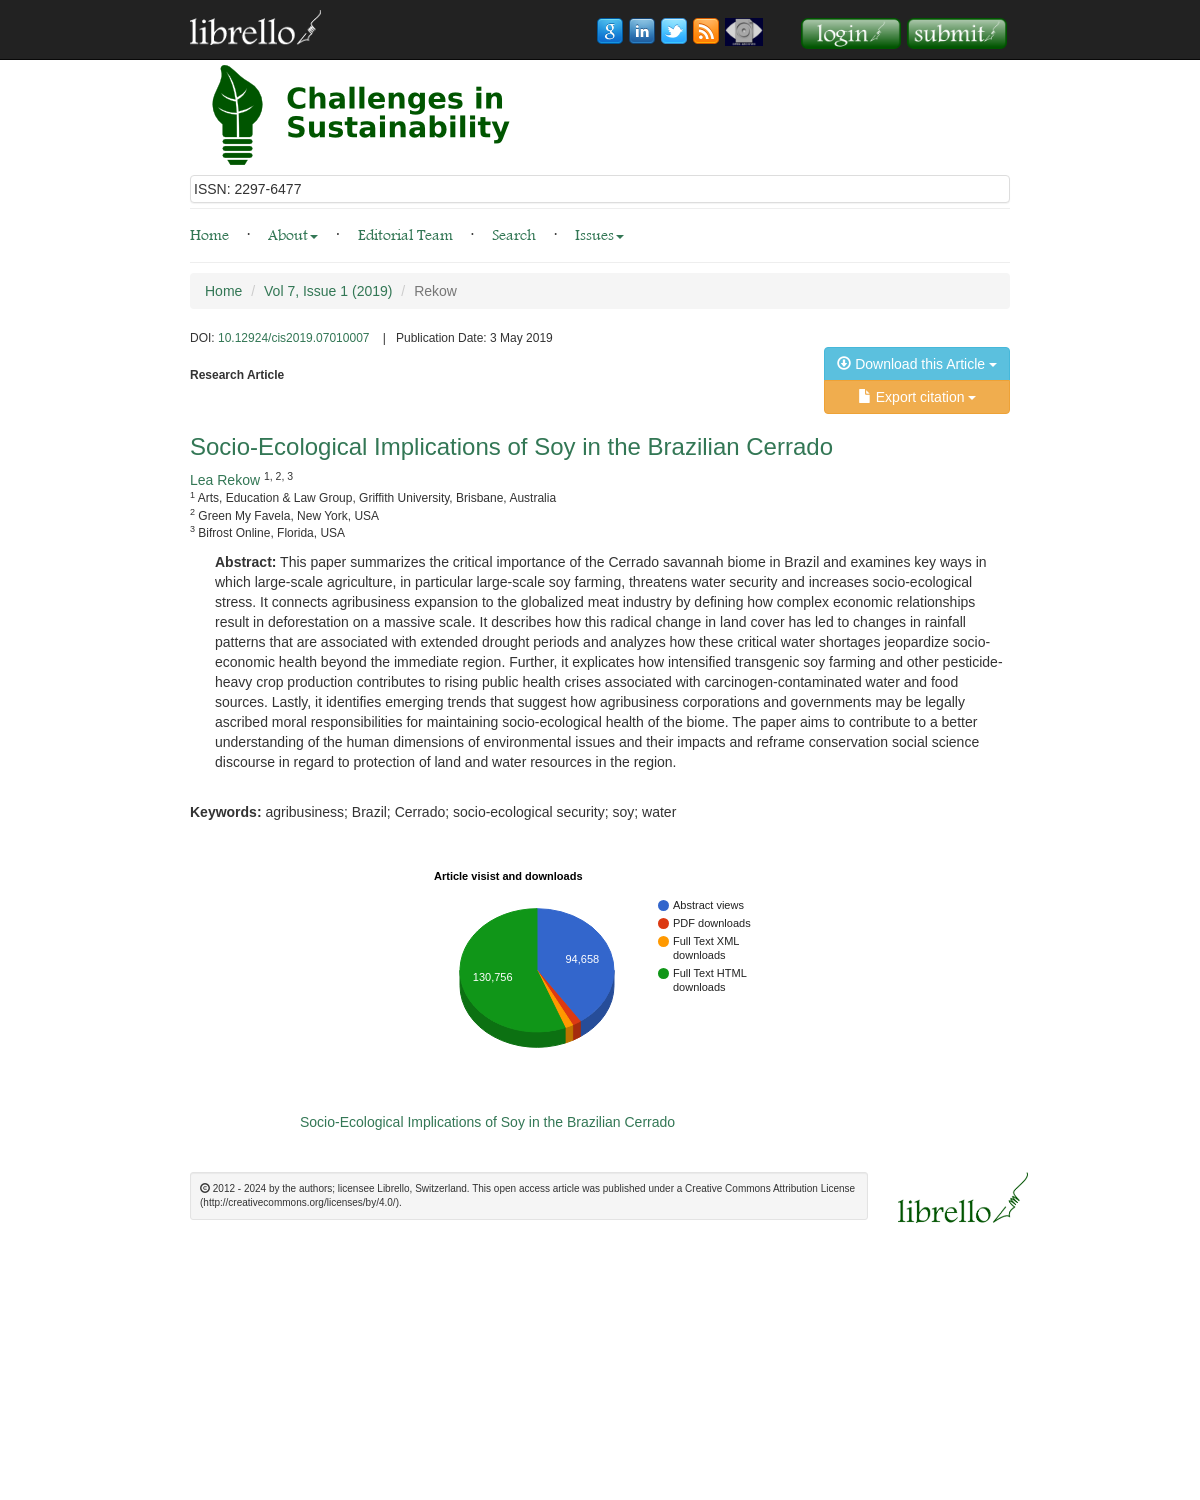 librello
g in
login submit
Challenges in
Sustainability
ISSN: 2297-6477
Home · About · Editorial Team · Search · Issues
Home / Vol 7, Issue 1 (2019) / Rekow
DOI: 10.12924/cis2019.07010007 | Publication Date: 3 May 2019
Download this Article
Research Article
Export citation
Socio-Ecological Implications of Soy in the Brazilian Cerrado
Lea Rekow 1, 2, 3
1 Arts, Education & Law Group, Griffith University, Brisbane, Australia
2 Green My Favela, New York, USA
3 Bifrost Online, Florida, USA
Abstract: This paper summarizes the critical importance of the Cerrado savannah biome in Brazil and examines key ways in
which large-scale agriculture, in particular large-scale soy farming, threatens water security and increases socio-ecological
stress. It connects agribusiness expansion to the globalized meat industry by defining how complex economic relationships
result in deforestation on a massive scale. It describes how this radical change in land cover has led to changes in rainfall
patterns that are associated with extended drought periods and analyzes how these critical water shortages jeopardize socio-
economic health beyond the immediate region. Further, it explicates how intensified transgenic soy farming and other pesticide-
heavy crop production contributes to rising public health crises associated with carcinogen-contaminated water and food
sources. Lastly, it identifies emerging trends that suggest how agribusiness corporations and governments may be legally
ascribed moral responsibilities for maintaining socio-ecological health of the biome. The paper aims to contribute to a better
understanding of the human dimensions of environmental issues and their impacts and reframe conservation social science
discourse in regard to protection of land and water resources in the region.
Keywords: agribusiness; Brazil; Cerrado; socio-ecological security; soy; water
Article visist and downloads
Abstract views
PDF downloads
Full Text XML
downloads
Full Text HTML
downloads
94,658
130,756
Socio-Ecological Implications of Soy in the Brazilian Cerrado
© 2012 - 2024 by the authors; licensee Librello, Switzerland. This open access article was published under a Creative Commons Attribution License
(http://creativecommons.org/licenses/by/4.0/).
librello